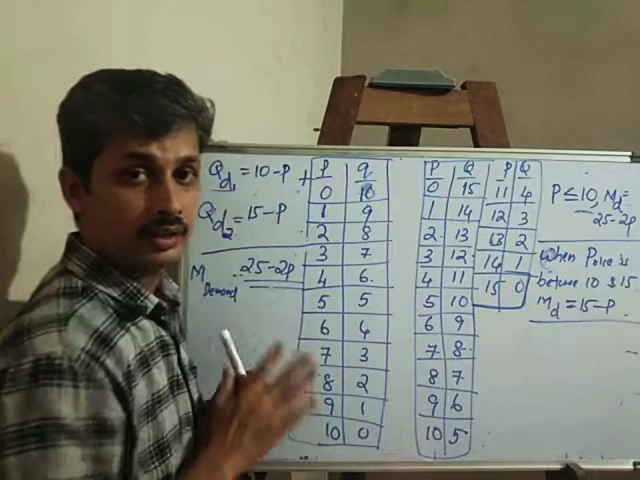 Qd1 = 10-P
+
Qd2 = 15-P
M Demand 25-2p
P q
0 10
1 9
2 8
3 7
4 6
5 5
6 4
7 3
8 2
9 1
10 0
P Q
0 15
1 14
2 13
3 12
4 11
5 10
6 9
7 8
8 7
9 6
10 5
P Q
11 4
12 3
13 2
14 1
15 0
P ≤ 10, Md =
25-2p
When Price is
between 10 & 15
Md = 15-P